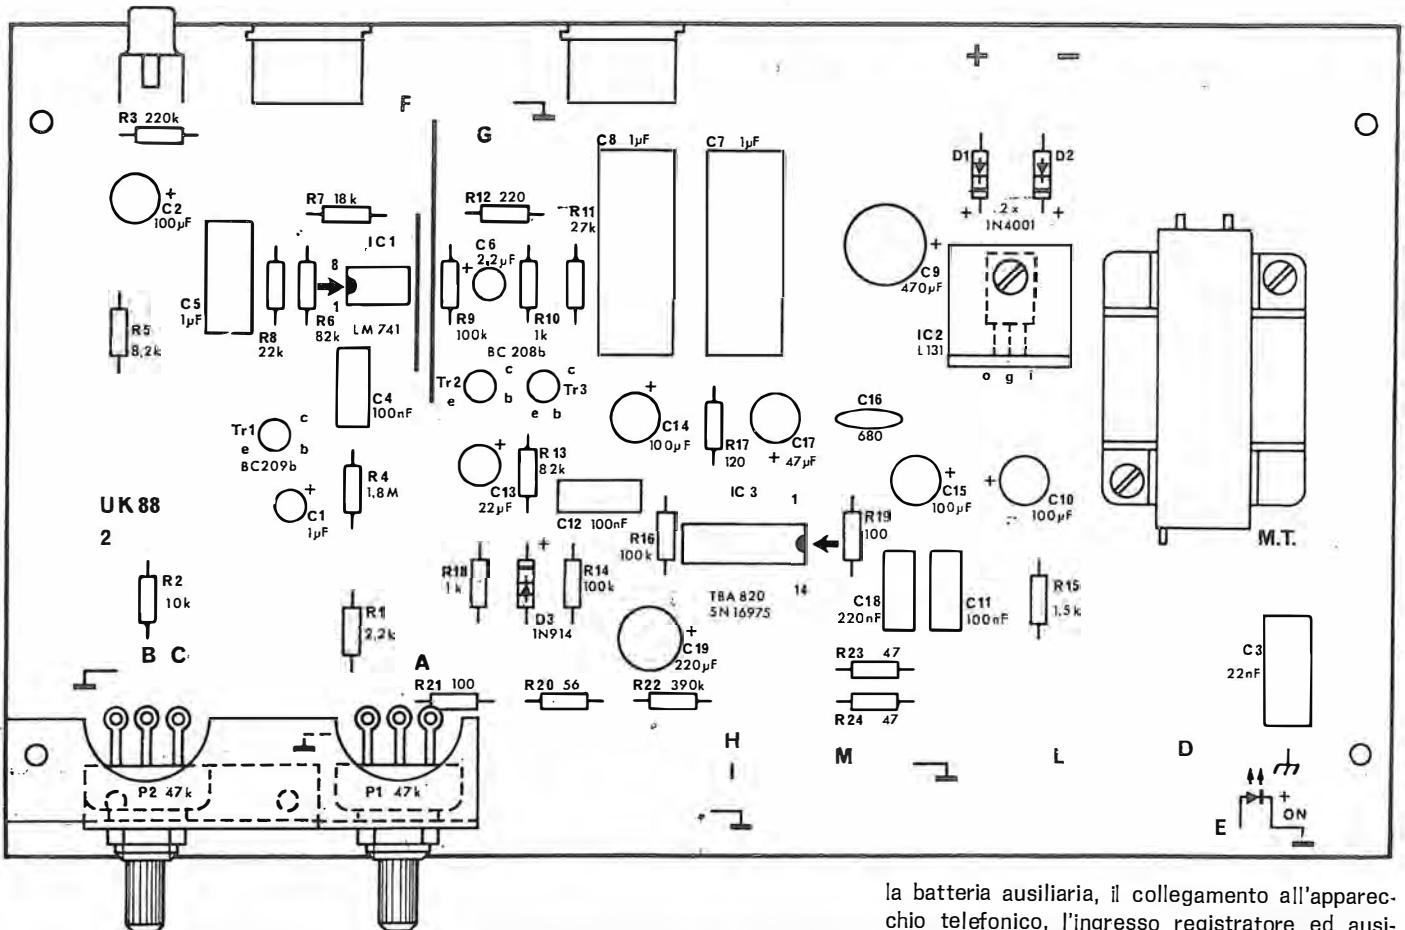 F
+ −
R3 220k
G
C8 1µF
C7 1µF
D1
D2
+
C2
100µF
R7 18k
R12 220
R11
27k
+ 2x +
1N4001
IC1
C6
2,2µF
+
+
C9
470µF
8
1
C5
1µF
R8
22k
R6
82k
LM 741
R9
100k
R10
1k
BC 208b
R5
8,2k
IC2
L131
o g i
Tr2
c
b
e
c
Tr3
e b
C4
100nF
+
C14
100µF
R17
120
C17
+ 47µF
C16
680
Tr1
c
e
b
BC209b
R4
1,8M
+
C13
22µF
R13
82k
IC 3
1
+
C15
100µF
+
C10
100µF
UK 88
2
+
C1
1µF
C12 100nF
R16
100k
R19
100
M.T.
R2
10k
R1
2,2k
R18
1k
+
D3
1N914
R14
100k
TBA 820
SN 16975
14
C18
220nF
C11
100nF
R15
1,5k
B C
A
+
C19
220µF
R23 47
C3
22nF
R21 100
R20 56
R22 390k
R24 47
H
I
M
L
D
P2 47k
P1 47k
+
ON
E
la batteria ausiliaria, il collegamento all'apparec-
chio telefonico, l'ingresso registratore ed ausi-